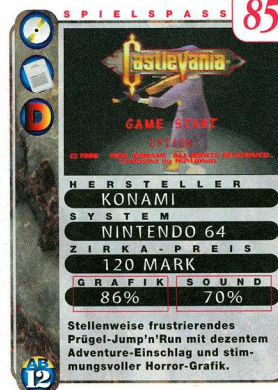 SPIELSPASS
85
Castlevania
GAME START
OPTION
D
HERSTELLER
KONAMI
SYSTEM
NINTENDO 64
ZIRKA-PREIS
120 MARK
GRAFIK SOUND
86% 70%
Stellenweise frustrierendes
Prügel-Jump'n'Run mit dezentem
Adventure-Einschlag und stim-
mungsvoller Horror-Grafik.
AB
12